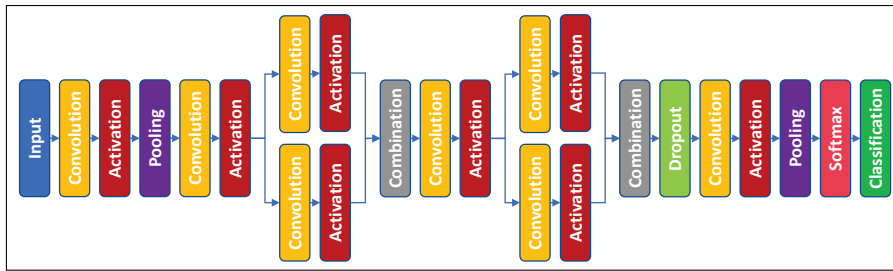 Input
Convolution
Activation
Pooling
Convolution
Activation
Convolution
Activation
Convolution
Activation
Combination
Convolution
Activation
Convolution
Activation
Convolution
Activation
Combination
Dropout
Convolution
Activation
Pooling
Softmax
Classification